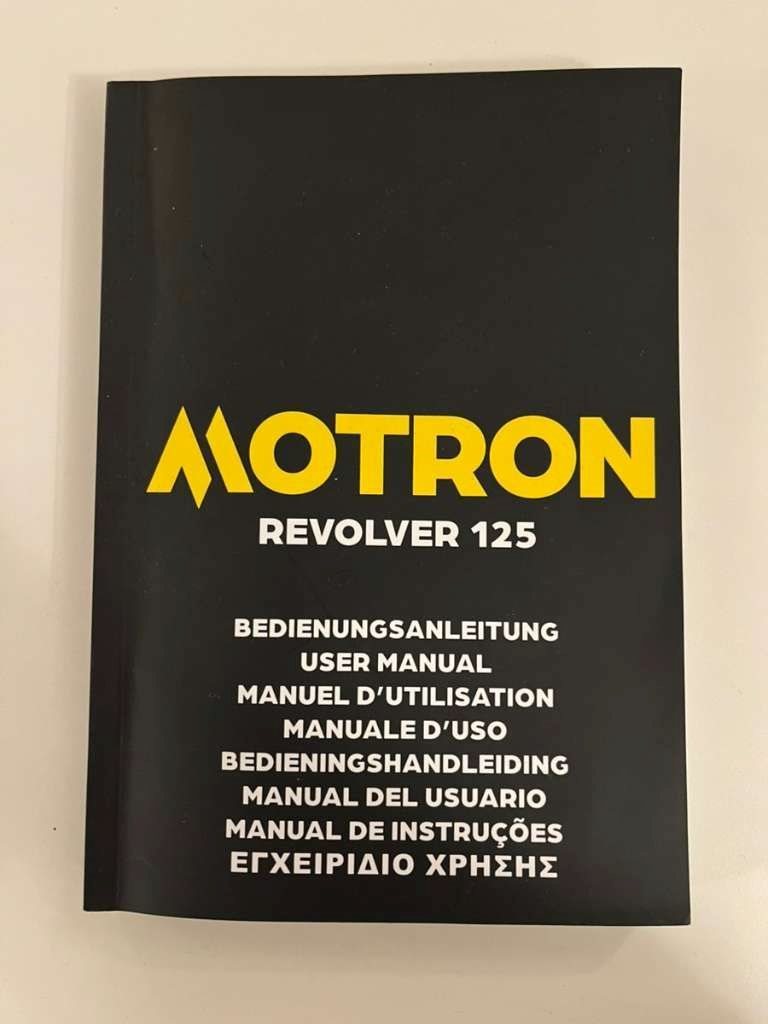 MOTRON
REVOLVER 125
BEDIENUNGSANLEITUNG
USER MANUAL
MANUEL D'UTILISATION
MANUALE D'USO
BEDIENINGSHANDLEIDING
MANUAL DEL USUARIO
MANUAL DE INSTRUÇÕES
ΕΓΧΕΙΡΙΔΙΟ ΧΡΗΣΗΣ